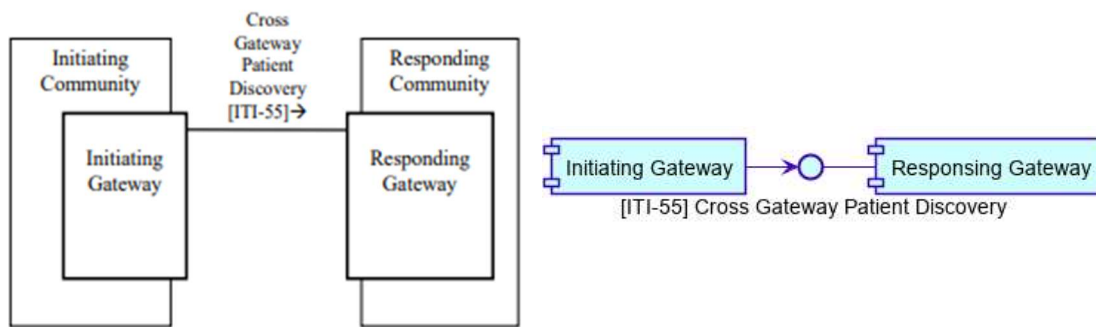 Cross
Gateway
Patient
Discovery
[ITI-55]→
Initiating
Community
Responding
Community
Initiating
Gateway
Responding
Gateway
Initiating Gateway
Responsing Gateway
[ITI-55] Cross Gateway Patient Discovery